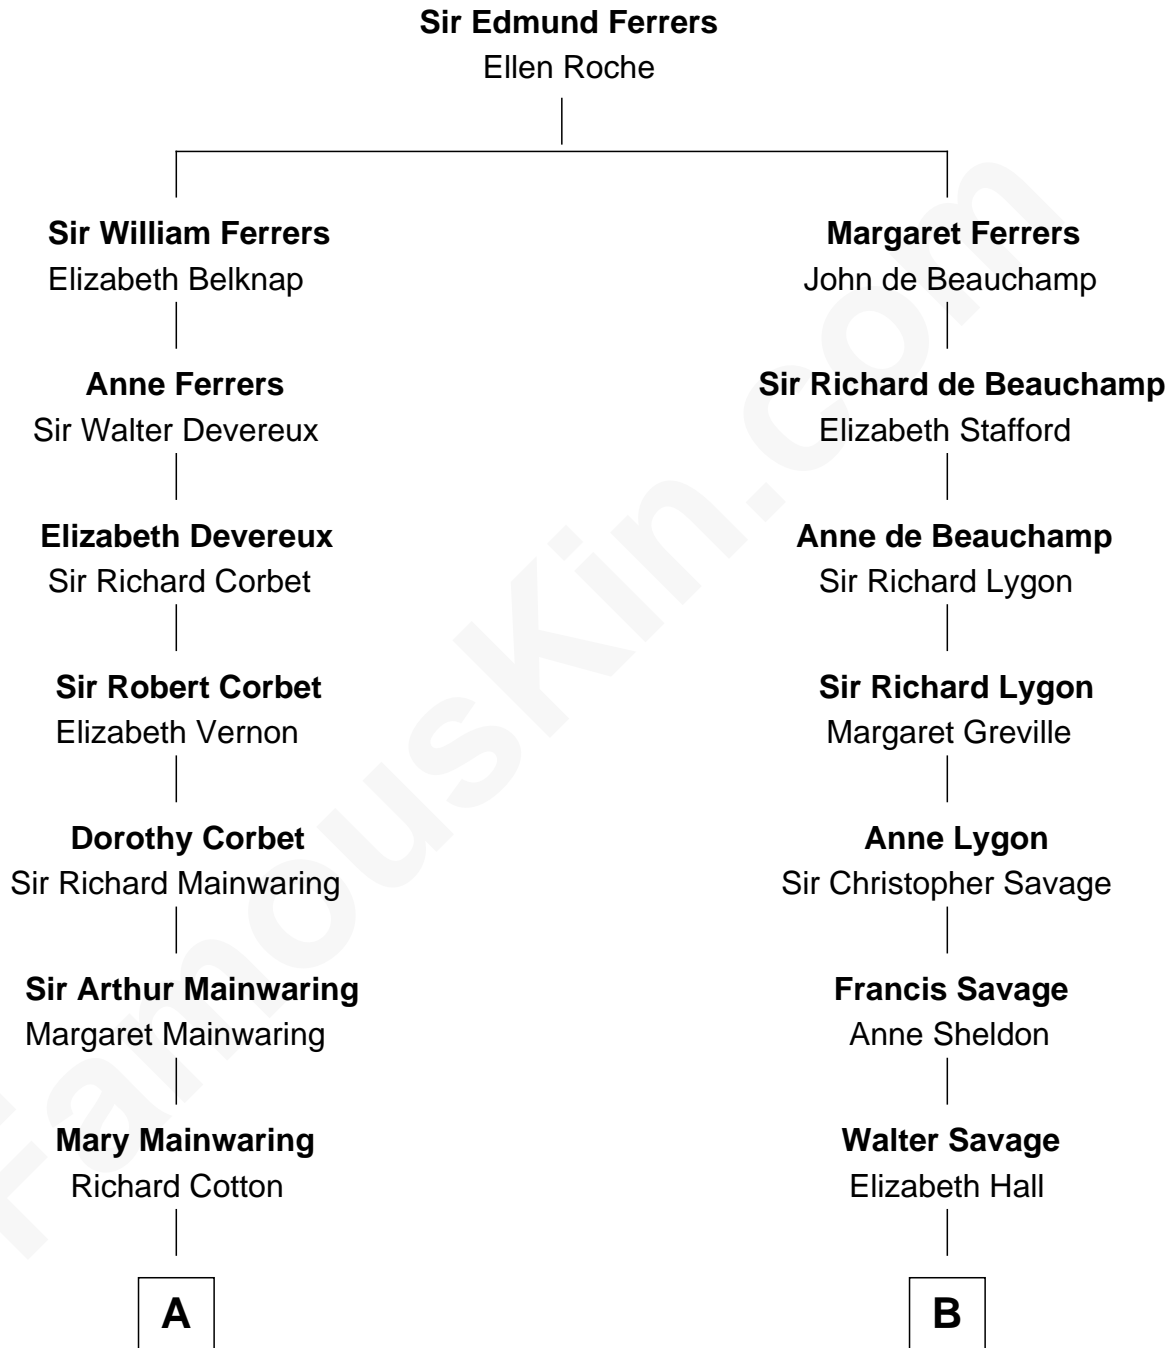 Sir Edmund Ferrers
Ellen Roche
Sir William Ferrers
Elizabeth Belknap
Anne Ferrers
Sir Walter Devereux
Elizabeth Devereux
Sir Richard Corbet
Sir Robert Corbet
Elizabeth Vernon
Dorothy Corbet
Sir Richard Mainwaring
Sir Arthur Mainwaring
Margaret Mainwaring
Mary Mainwaring
Richard Cotton
A
Margaret Ferrers
John de Beauchamp
Sir Richard de Beauchamp
Elizabeth Stafford
Anne de Beauchamp
Sir Richard Lygon
Sir Richard Lygon
Margaret Greville
Anne Lygon
Sir Christopher Savage
Francis Savage
Anne Sheldon
Walter Savage
Elizabeth Hall
B
FamousKin.com